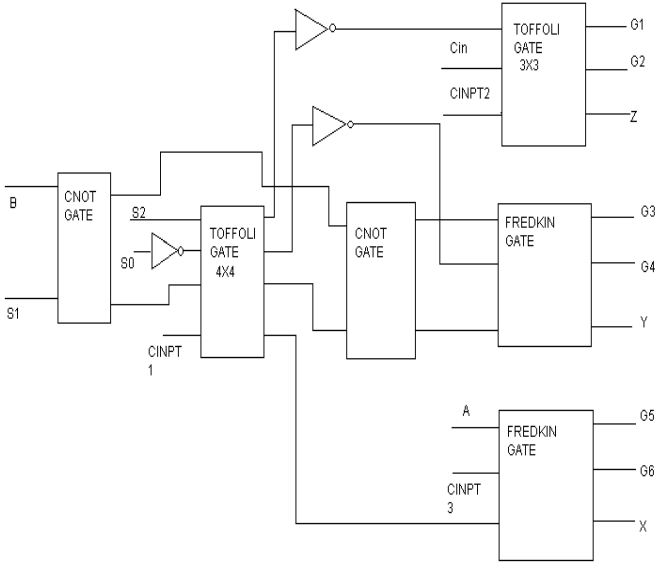 TOFFOLI
GATE
3X3
Cin
CINPT2
G1
G2
Z
CNOT
GATE
B
S1
S2
S0
TOFFOLI
GATE
4X4
CINPT
1
CNOT
GATE
FREDKIN
GATE
G3
G4
Y
A
CINPT
3
FREDKIN
GATE
G5
G6
X